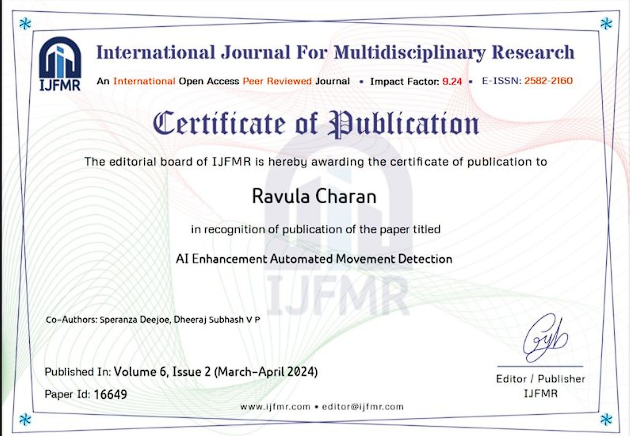 International Journal For Multidisciplinary Research
IJFMR
An International Open Access Peer Reviewed Journal • Impact Factor: 9.24 • E-ISSN: 2582-2160
Certificate of Publication
The editorial board of IJFMR is hereby awarding the certificate of publication to
Ravula Charan
in recognition of publication of the paper titled
AI Enhancement Automated Movement Detection
IJFMR
Co-Authors: Speranza Deejoe, Dheeraj Subhash V P
Published In: Volume 6, Issue 2 (March-April 2024)
Editor / Publisher
Paper Id: 16649
IJFMR
www.ijfmr.com • editor@ijfmr.com